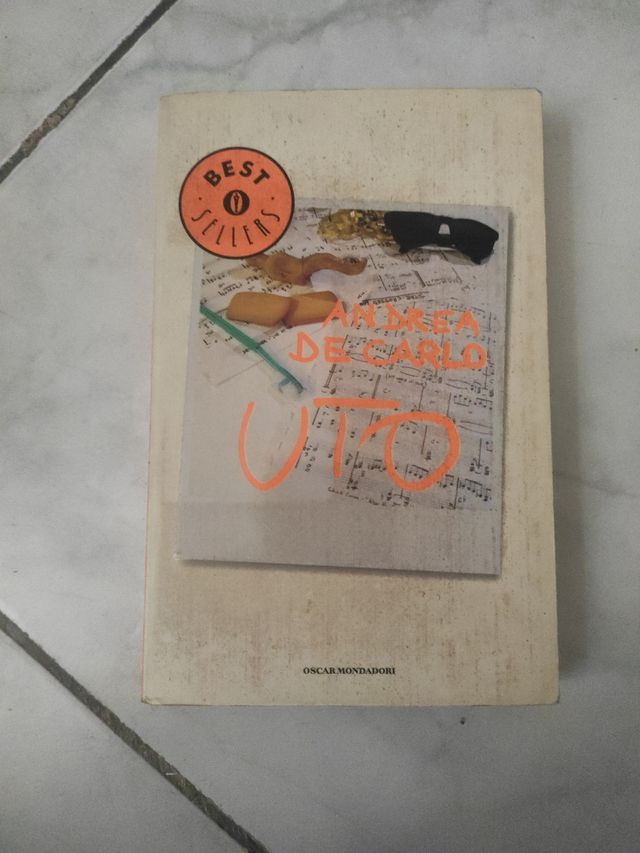 BEST
SELLERS
ANDREA
DE CARLO
UTO
OSCAR MONDADORI